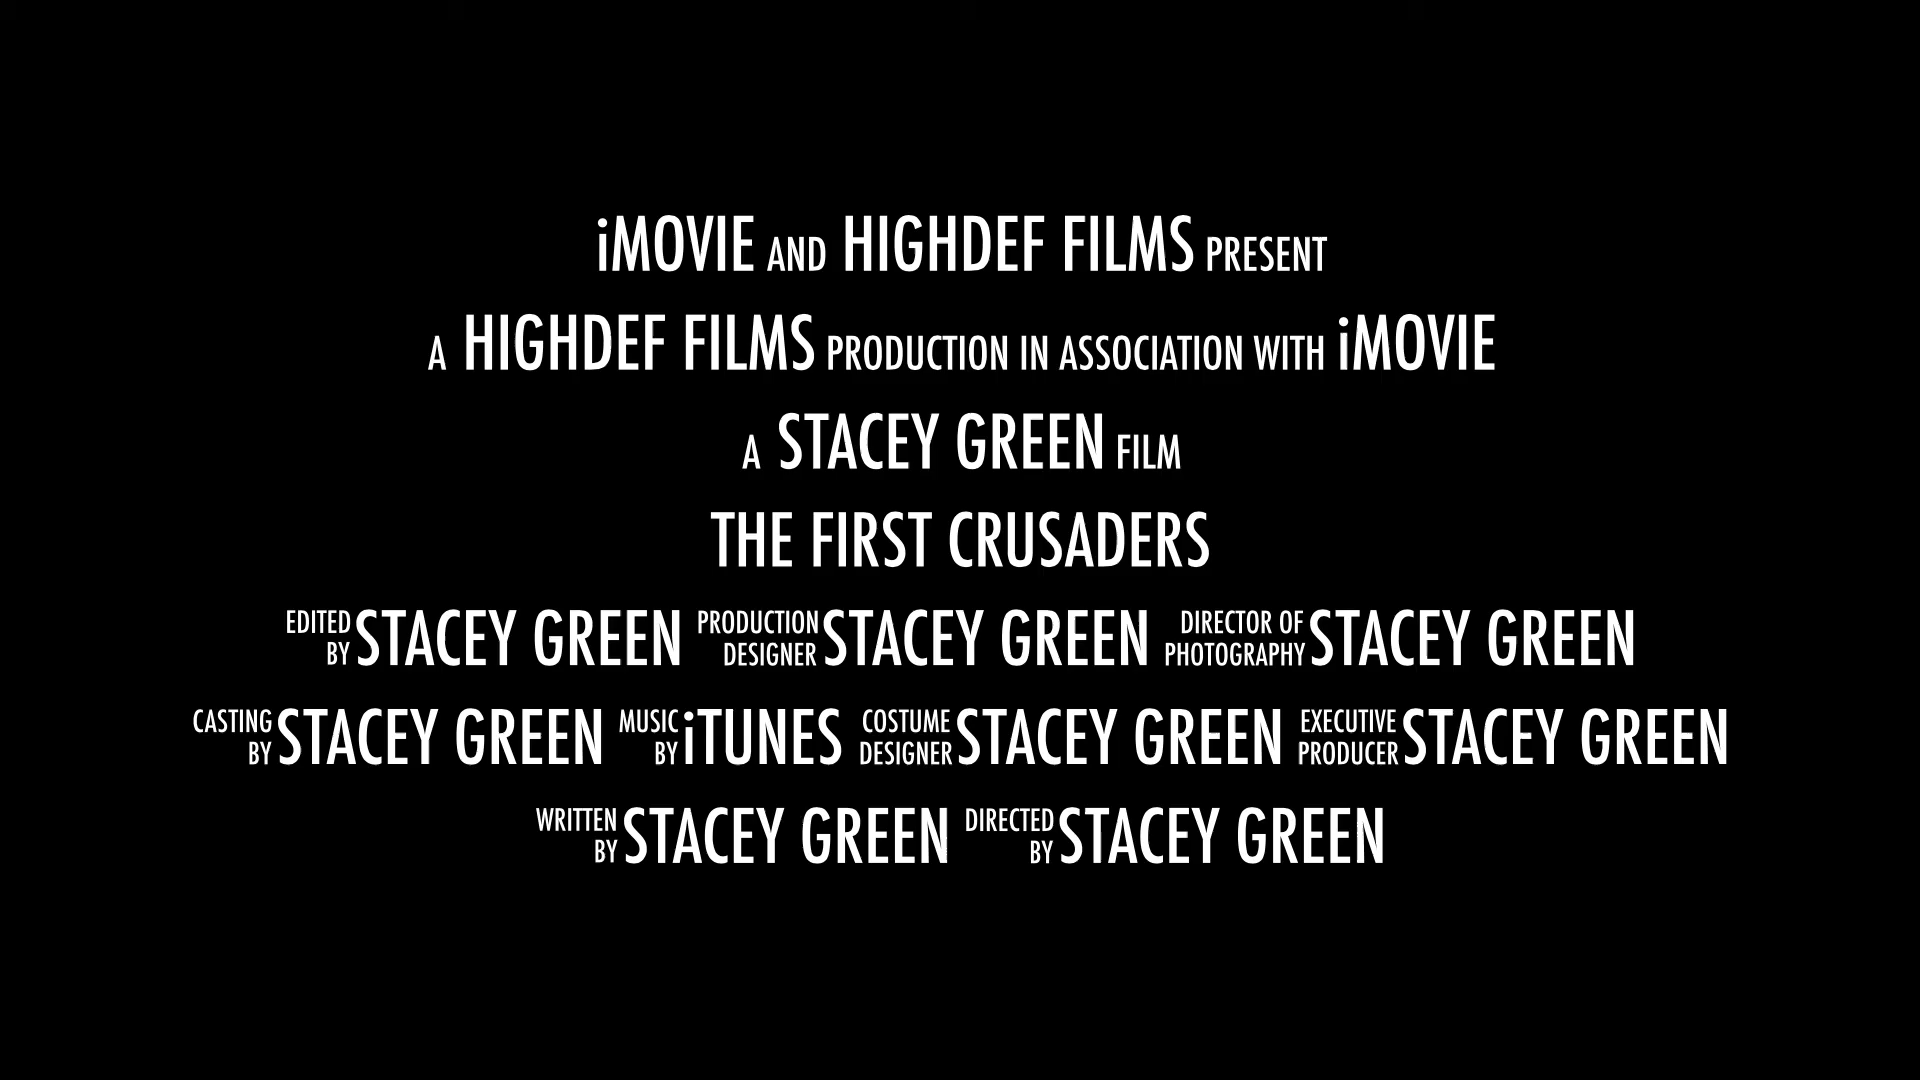 iMOVIE AND HIGHDEF FILMS PRESENT
A HIGHDEF FILMS PRODUCTION IN ASSOCIATION WITH iMOVIE
A STACEY GREEN FILM
THE FIRST CRUSADERS
EDITED BY STACEY GREEN PRODUCTION DESIGNER STACEY GREEN DIRECTOR OF PHOTOGRAPHY STACEY GREEN
CASTING BY STACEY GREEN MUSIC BY iTUNES COSTUME DESIGNER STACEY GREEN EXECUTIVE PRODUCER STACEY GREEN
WRITTEN BY STACEY GREEN DIRECTED BY STACEY GREEN